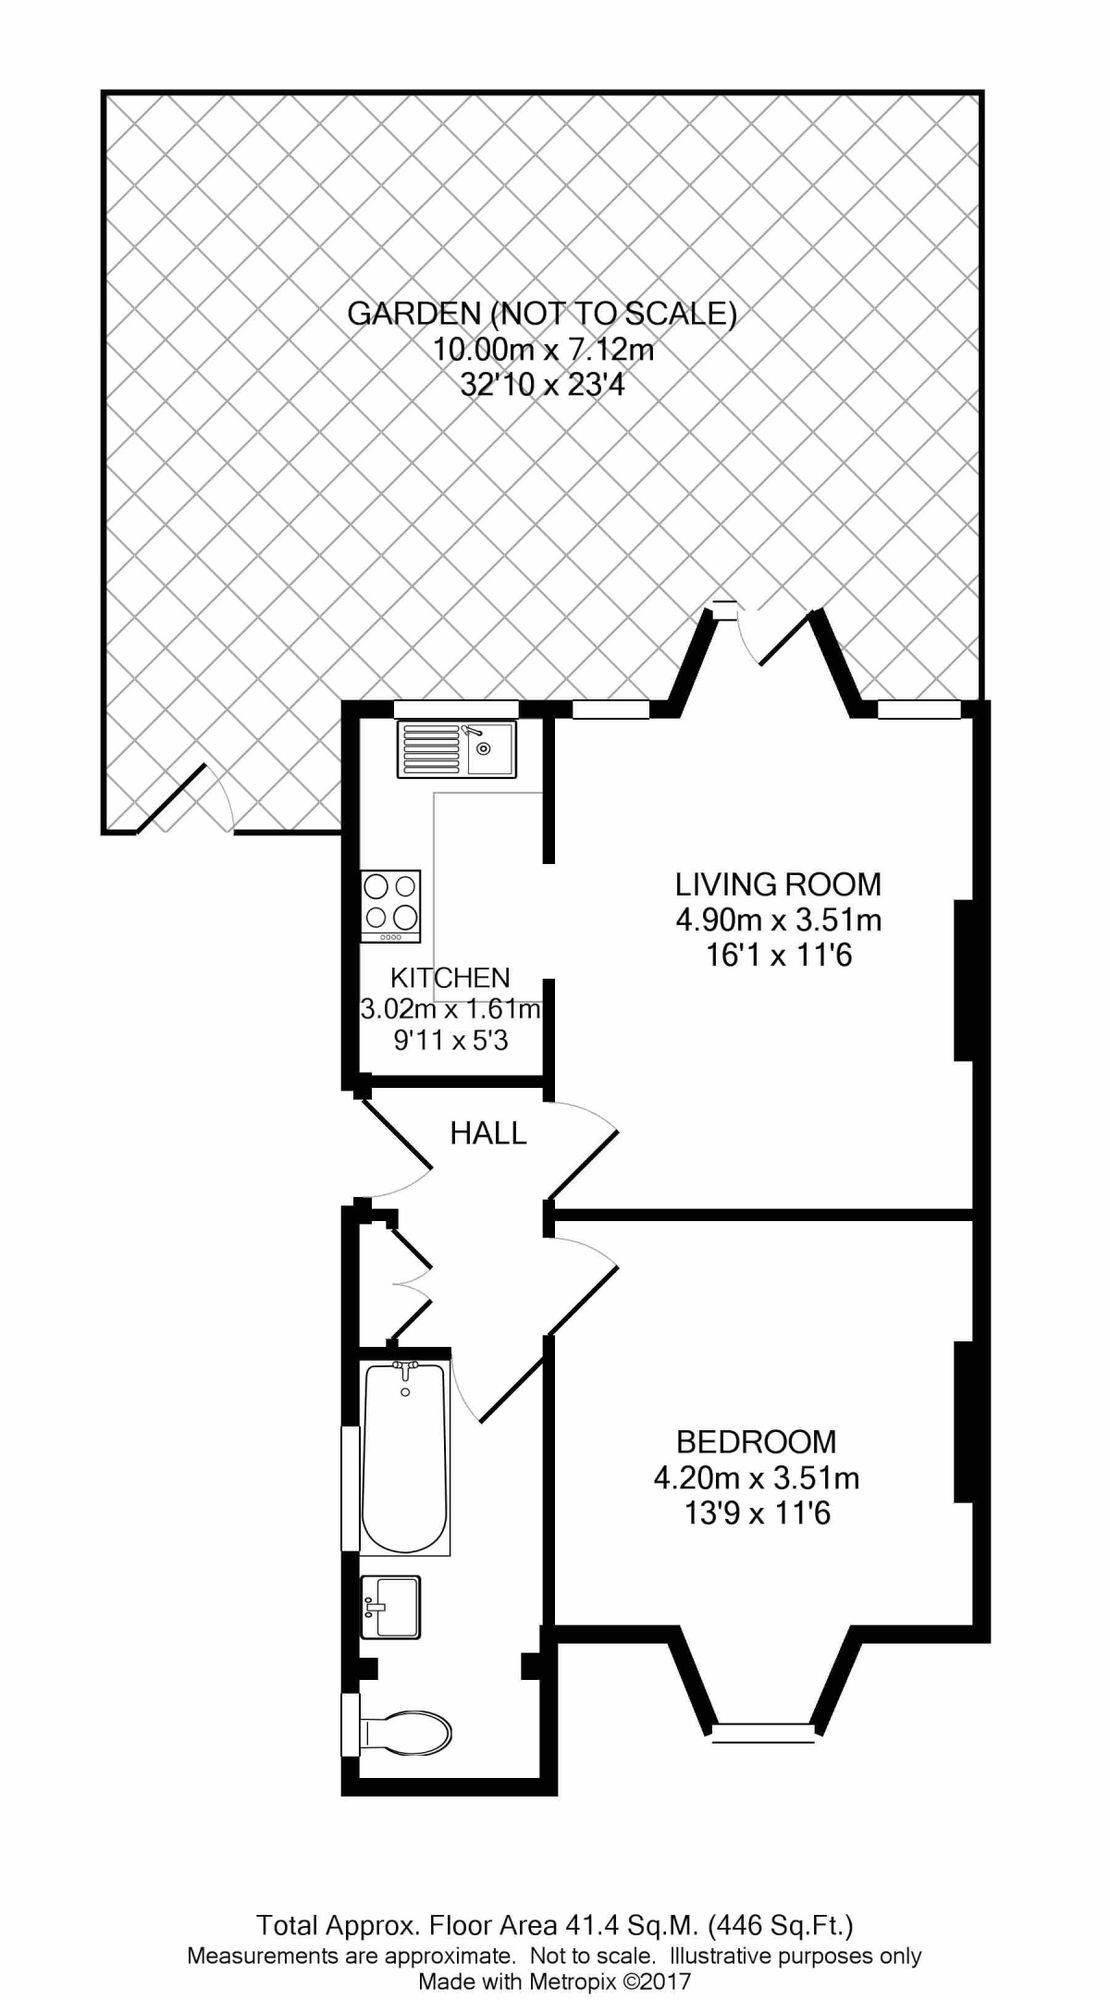 GARDEN (NOT TO SCALE)
10.00m x 7.12m
32'10 x 23'4
LIVING ROOM
4.90m x 3.51m
16'1 x 11'6
KITCHEN
3.02m x 1.61m
9'11 x 5'3
HALL
BEDROOM
4.20m x 3.51m
13'9 x 11'6
Total Approx. Floor Area 41.4 Sq.M. (446 Sq.Ft.)
Measurements are approximate. Not to scale. Illustrative purposes only
Made with Metropix ©2017